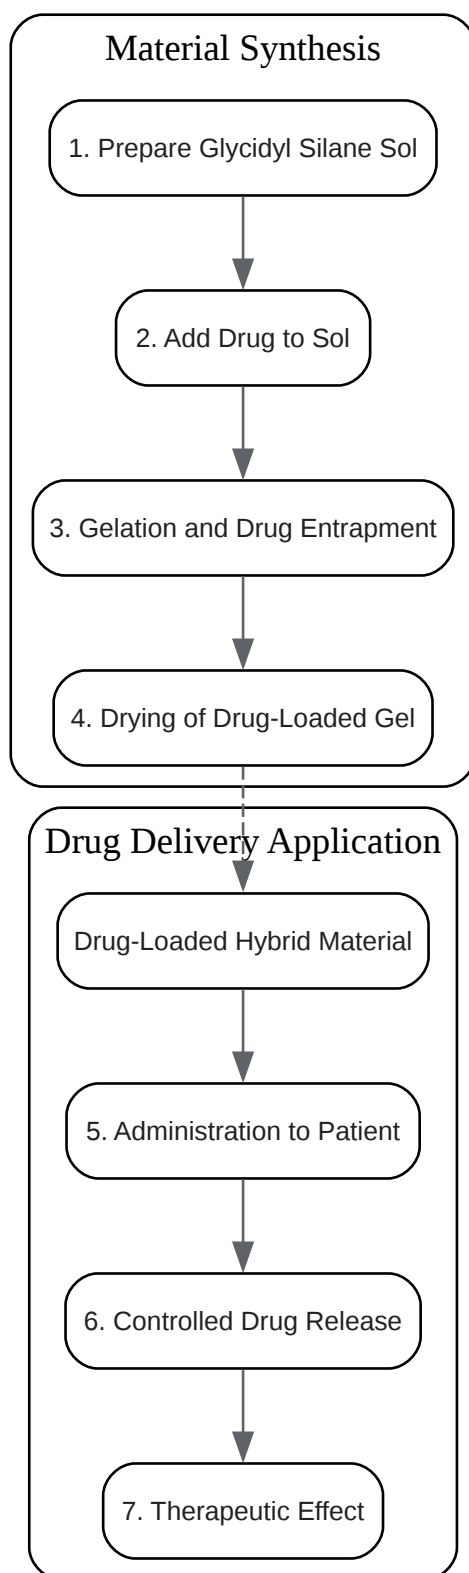 Material Synthesis
1. Prepare Glycidyl Silane Sol
2. Add Drug to Sol
3. Gelation and Drug Entrapment
4. Drying of Drug-Loaded Gel
Drug Delivery Application
Drug-Loaded Hybrid Material
5. Administration to Patient
6. Controlled Drug Release
7. Therapeutic Effect